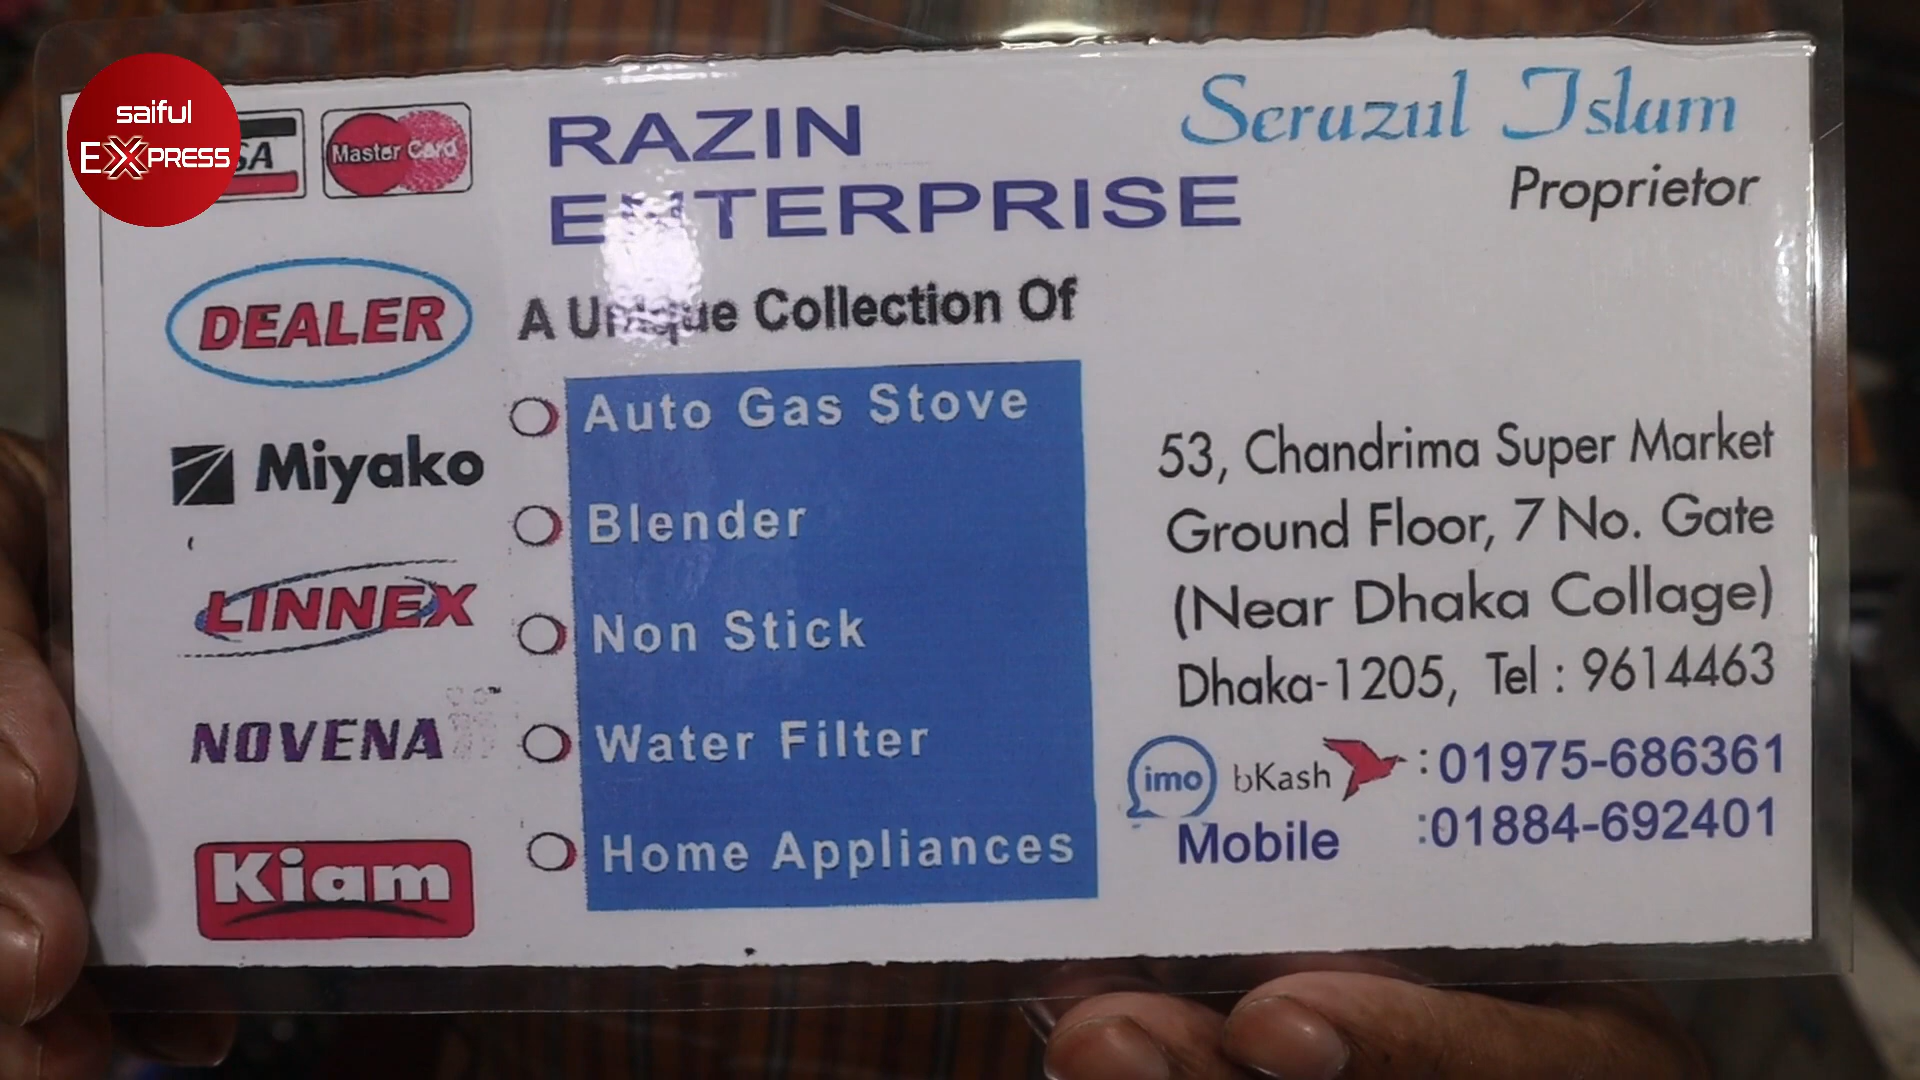 saiful
EXPRESS
Master Card
RAZIN
ENTERPRISE
Seruzul Islam
Proprietor
DEALER
Miyako
LINNEX
NOVENA
Kiam
A Unique Collection Of
Auto Gas Stove
Blender
Non Stick
Water Filter
Home Appliances
53, Chandrima Super Market
Ground Floor, 7 No. Gate
(Near Dhaka Collage)
Dhaka-1205, Tel : 9614463
imo bKash : 01975-686361
Mobile :01884-692401